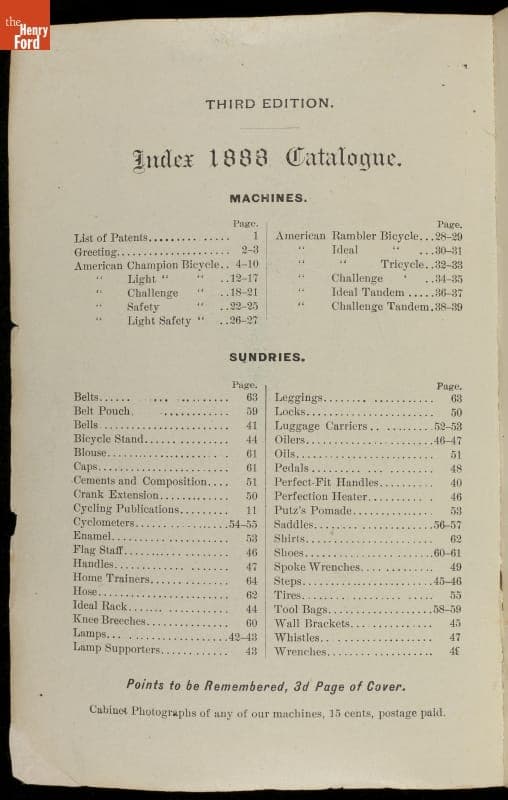 the
Henry
Ford
THIRD EDITION.
Index 1888 Catalogue.
MACHINES.
Page.
List of Patents............... 1
Greeting.................... 2-3
American Champion Bicycle.. 4-10
" Light " " ..12-17
" Challenge " ..18-21
" Safety " ..22-25
" Light Safety " ..26-27
Page.
American Rambler Bicycle...28-29
" Ideal " ...30-31
" " Tricycle..32-33
" Challenge " ...34-35
" Ideal Tandem .....36-37
" Challenge Tandem.38-39
SUNDRIES.
Page.
Belts...... ... .......... 63
Belt Pouch. ............ 59
Bells....................... 41
Bicycle Stand............... 44
Blouse...................... 61
Caps........................ 61
Cements and Composition.... 51
Crank Extension............ 50
Cycling Publications......... 11
Cyclometers................54-55
Enamel..................... 53
Flag Staff................... 46
Handles.................... 47
Home Trainers.............. 64
Hose....................... 62
Ideal Rack.................. 44
Knee Breeches.............. 60
Lamps... .................42-43
Lamp Supporters............ 43
Page.
Leggings................... 63
Locks...................... 50
Luggage Carriers .. .........52-53
Oilers......................46-47
Oils........................ 51
Pedals ..................... 48
Perfect-Fit Handles.......... 40
Perfection Heater............ 46
Putz's Pomade.............. 53
Saddles.....................56-57
Shirts...................... 62
Shoes......................60-61
Spoke Wrenches............ 49
Steps......................45-46
Tires....................... 55
Tool Bags..................58-59
Wall Brackets............... 45
Whistles.................... 47
Wrenches...................
Points to be Remembered, 3d Page of Cover.
Cabinet Photographs of any of our machines, 15 cents, postage paid.